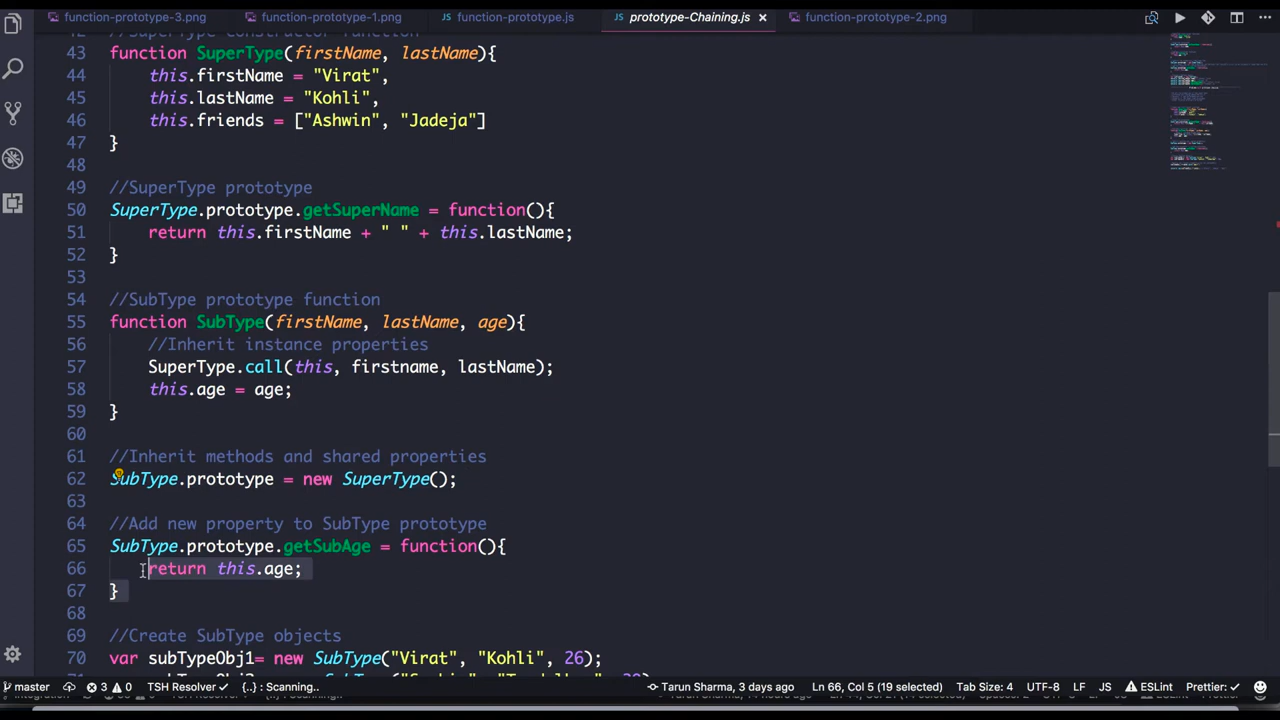 function-prototype-3.png function-prototype-1.png JS function-prototype.js JS prototype-Chaining.js × function-prototype-2.png
42 //SuperType constructor function
43 function SuperType(firstName, lastName){
44 this.firstName = "Virat",
45 this.lastName = "Kohli",
46 this.friends = ["Ashwin", "Jadeja"]
47 }
48
49 //SuperType prototype
50 SuperType.prototype.getSuperName = function(){
51 return this.firstName + " " + this.lastName;
52 }
53
54 //SubType prototype function
55 function SubType(firstName, lastName, age){
56 //Inherit instance properties
57 SuperType.call(this, firstname, lastName);
58 this.age = age;
59 }
60
61 //Inherit methods and shared properties
62 SubType.prototype = new SuperType();
63
64 //Add new property to SubType prototype
65 SubType.prototype.getSubAge = function(){
66 return this.age;
67 }
68
69 //Create SubType objects
70 var subTypeObj1= new SubType("Virat", "Kohli", 26);
master 3 0 TSH Resolver ✓ {..} : Scanning.. Tarun Sharma, 3 days ago Ln 66, Col 5 (19 selected) Tab Size: 4 UTF-8 LF JS ESLint Prettier: ✓